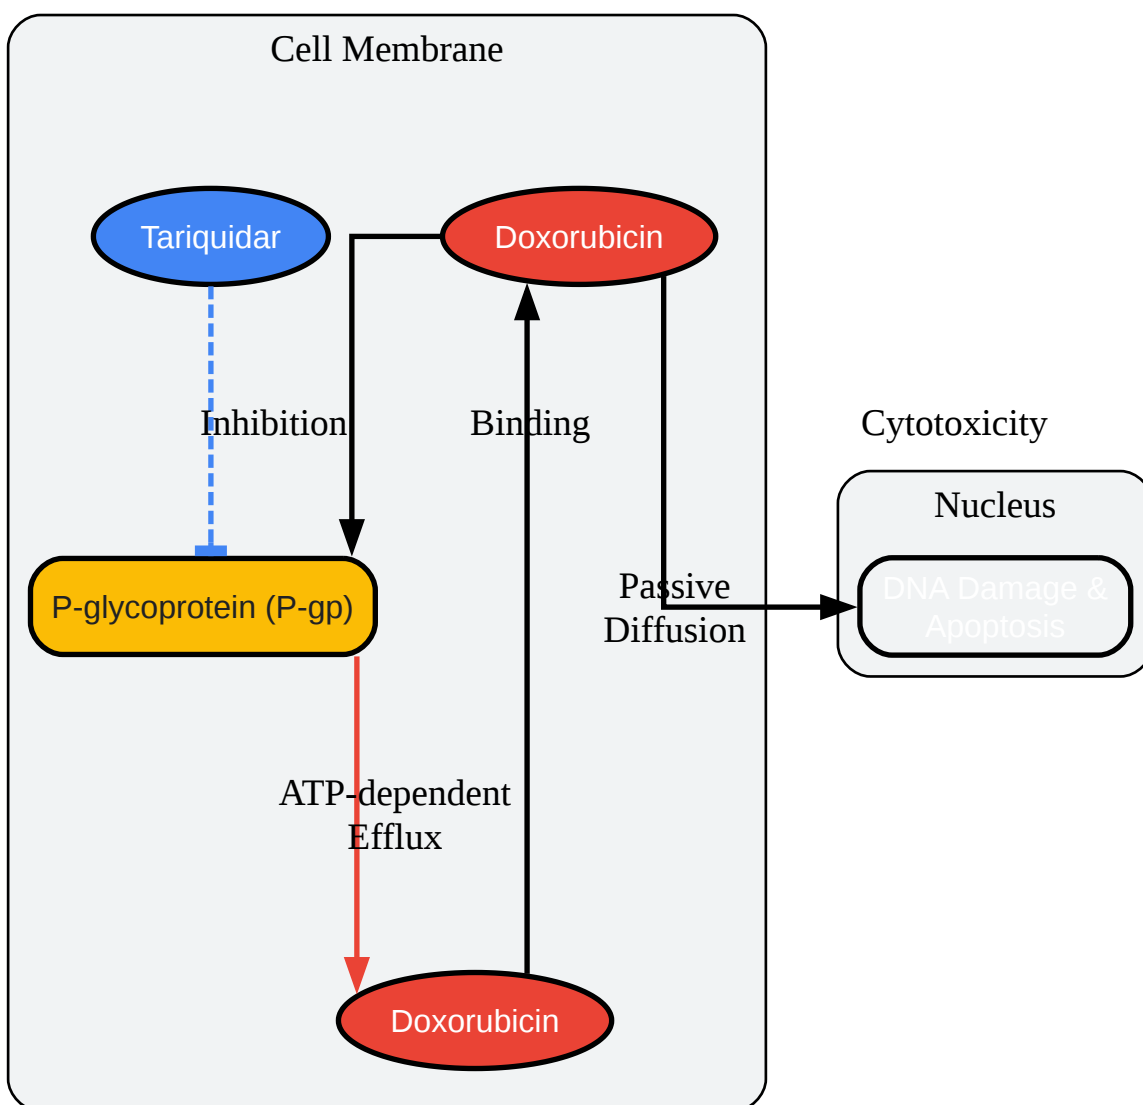 Cell Membrane
Tariquidar
Doxorubicin
Inhibition
Binding
Cytotoxicity
Nucleus
Passive
Diffusion
DNA Damage &
Apoptosis
P-glycoprotein (P-gp)
ATP-dependent
Efflux
Doxorubicin